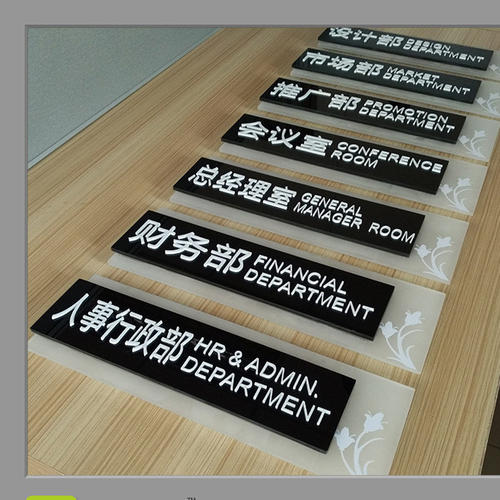 设计部 DESIGN
DEPARTMENT
市场部 MARKET
DEPARTMENT
推广部 PROMOTION
DEPARTMENT
会议室 CONFERENCE
ROOM
总经理室 GENERAL
MANAGER ROOM
财务部 FINANCIAL
DEPARTMENT
人事行政部 HR & ADMIN.
DEPARTMENT
TM